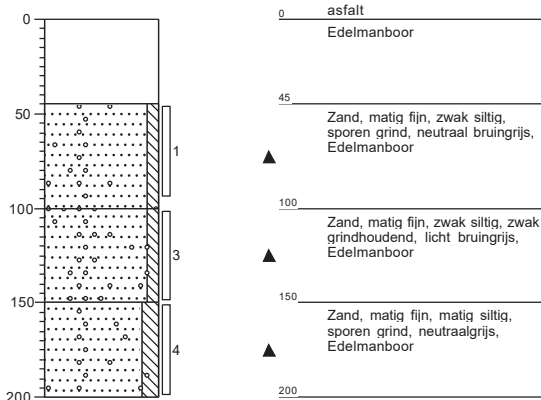 0
50
100
150
200
1
3
4
0 asfalt
Edelmanboor
45
Zand, matig fijn, zwak siltig,
sporen grind, neutraal bruingrijs,
Edelmanboor
100
Zand, matig fijn, zwak siltig, zwak
grindhoudend, licht bruingrijs,
Edelmanboor
150
Zand, matig fijn, matig siltig,
sporen grind, neutraalgrijs,
Edelmanboor
200